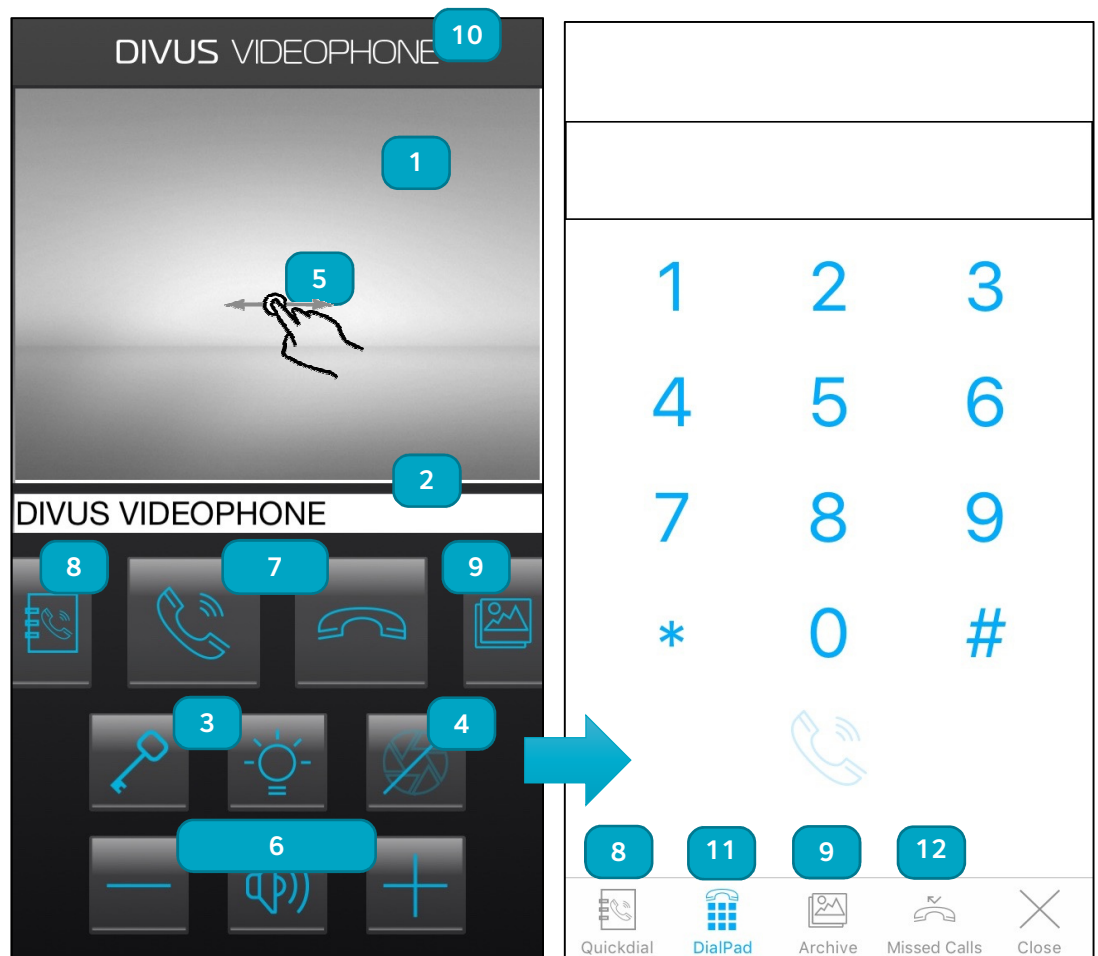 DIVUS VIDEOPHONE
10
1
5
2
DIVUS VIDEOPHONE
8
7
9
3
4
6
1 2 3
4 5 6
7 8 9
* 0 #
8 11 9 12
Quickdial DialPad Archive Missed Calls Close